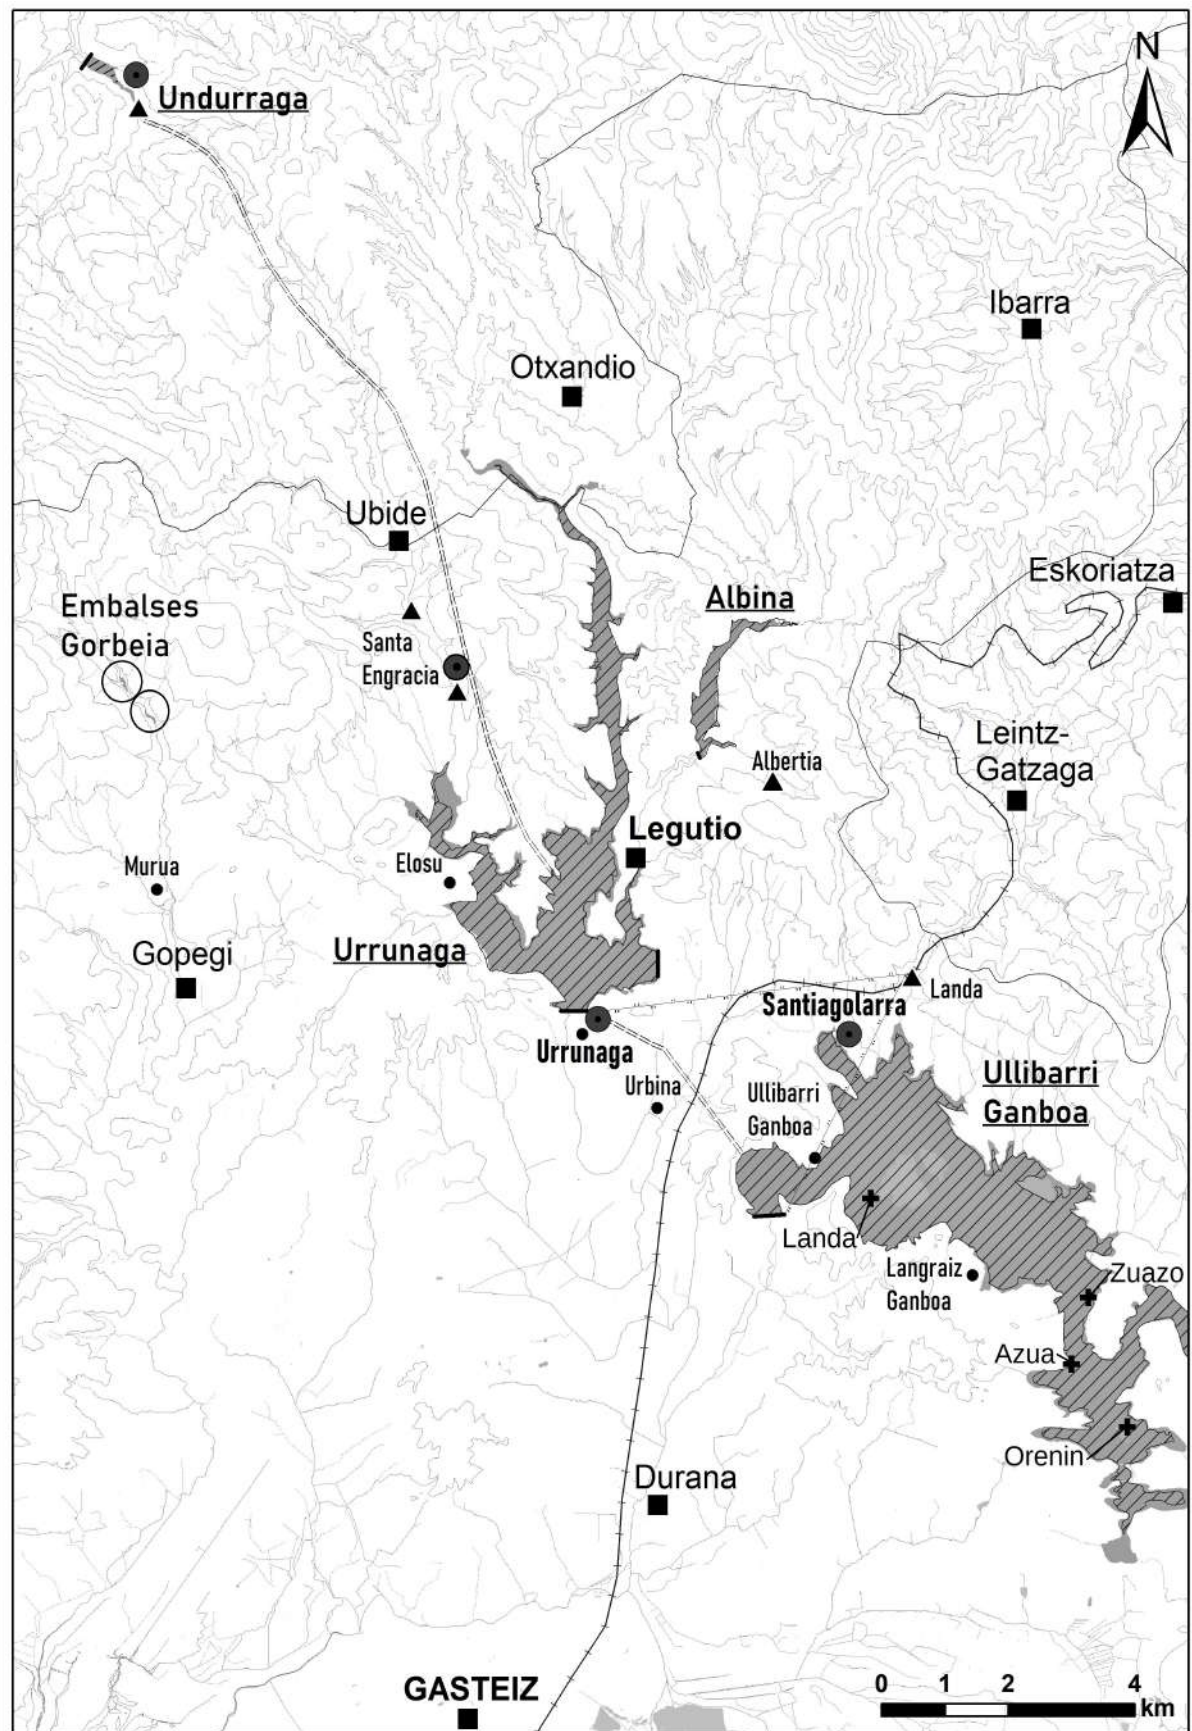 N
Undurraga
Ibarra
Otxandio
Ubide
Eskoriatza
Albina
Embalses
Gorbeia
Santa
Engracia
Leintz-
Gatzaga
Albertia
Legutio
Murua
Elosu
Gopegi
Urrunaga
Landa
Santiagolarra
Urrunaga
Ullibarri
Ganboa
Urbina
Ullibarri
Ganboa
Landa
Langraiz
Ganboa
Zuazo
Azua
Orenin
Durana
GASTEIZ
0 1 2 4
km